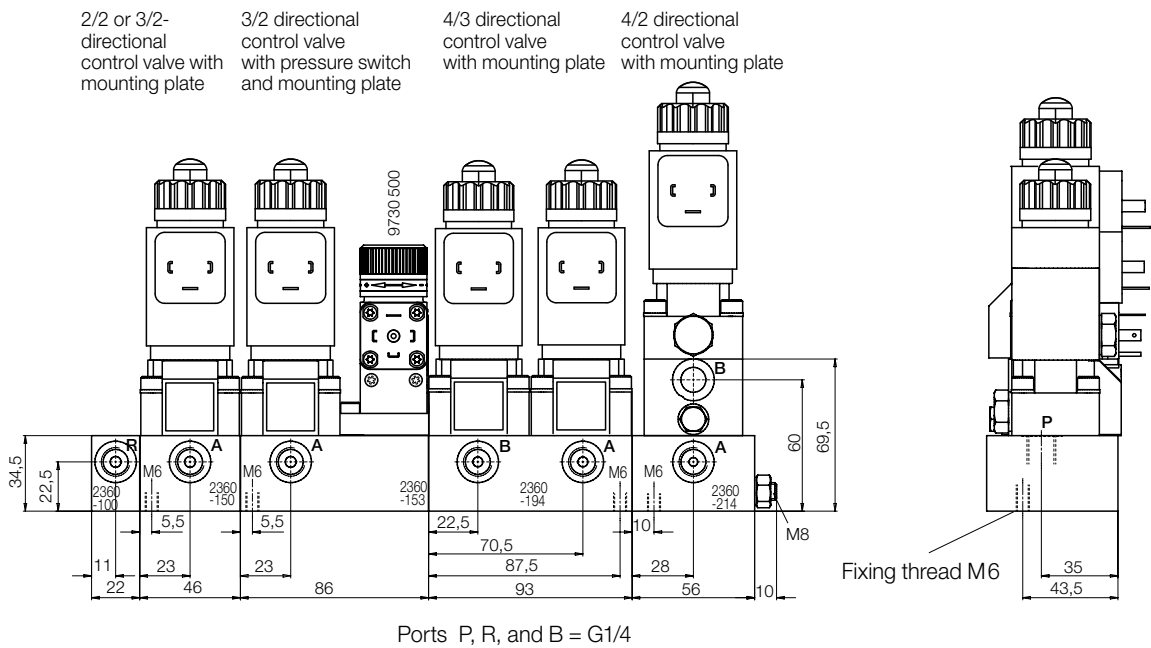 2/2 or 3/2-
directional
control valve with
mounting plate
3/2 directional
control valve
with pressure switch
and mounting plate
4/3 directional
control valve
with mounting plate
4/2 directional
control valve
with mounting plate
9730 500
B
60
69,5
P
34,5
22,5
R
A
A
B
A
A
M6
M6
M6
M6
2360
-100
2360
-150
2360
-153
2360
-194
2360
-214
5,5
5,5
22,5
10
M8
70,5
11
23
23
87,5
28
22
46
86
93
56
10
Fixing thread M6
35
43,5
Ports P, R, and B = G1/4